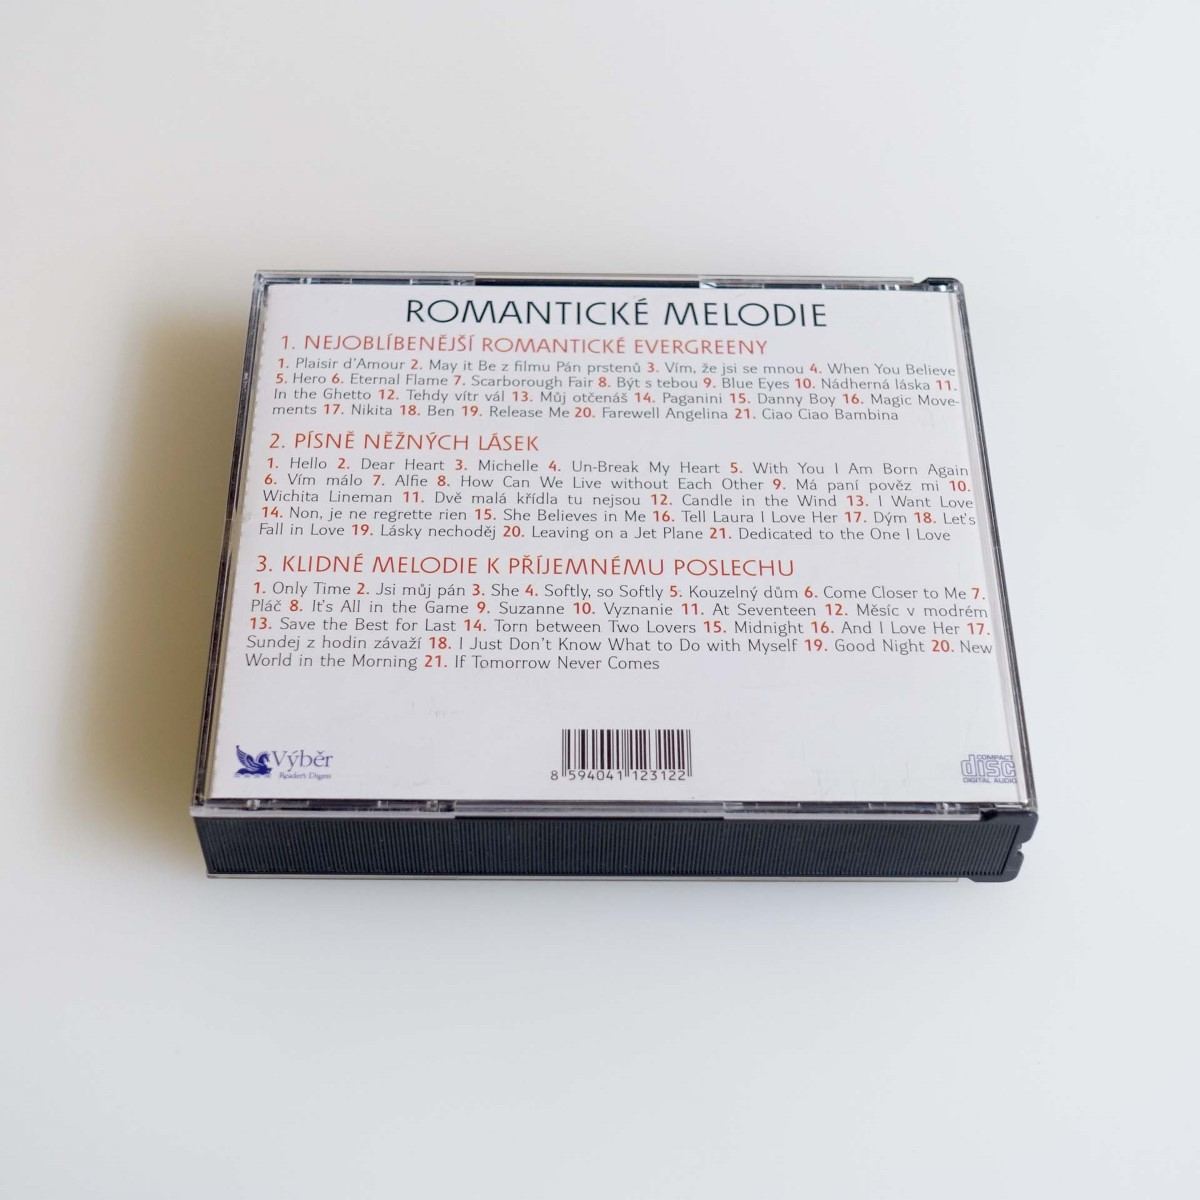 ROMANTICKÉ MELODIE
1. NEJOBLÍBENĚJŠÍ ROMANTICKÉ EVERGREENY
1. Plaisir d'Amour 2. May it Be z filmu Pán prstenů 3. Vím, že jsi se mnou 4. When You Believe
5. Hero 6. Eternal Flame 7. Scarborough Fair 8. Být s tebou 9. Blue Eyes 10. Nádherná láska 11.
In the Ghetto 12. Tehdy vítr vál 13. Můj otčenáš 14. Paganini 15. Danny Boy 16. Magic Move-
ments 17. Nikita 18. Ben 19. Release Me 20. Farewell Angelina 21. Ciao Ciao Bambina
2. PÍSNĚ NĚŽNÝCH LÁSEK
1. Hello 2. Dear Heart 3. Michelle 4. Un-Break My Heart 5. With You I Am Born Again
6. Vím málo 7. Alfie 8. How Can We Live without Each Other 9. Má paní pověz mi 10.
Wichita Lineman 11. Dvě malá křídla tu nejsou 12. Candle in the Wind 13. I Want Love
14. Non, je ne regrette rien 15. She Believes in Me 16. Tell Laura I Love Her 17. Dým 18. Let's
Fall in Love 19. Lásky nechoděj 20. Leaving on a Jet Plane 21. Dedicated to the One I Love
3. KLIDNÉ MELODIE K PŘÍJEMNÉMU POSLECHU
1. Only Time 2. Jsi můj pán 3. She 4. Softly, so Softly 5. Kouzelný dům 6. Come Closer to Me 7.
Pláč 8. It's All in the Game 9. Suzanne 10. Vyznanie 11. At Seventeen 12. Měsíc v modrém
13. Save the Best for Last 14. Torn between Two Lovers 15. Midnight 16. And I Love Her 17.
Sundej z hodin závaží 18. I Just Don't Know What to Do with Myself 19. Good Night 20. New
World in the Morning 21. If Tomorrow Never Comes
Výběr
Reader's Digest
8 594041 123122
COMPACT
disc
DIGITAL AUDIO